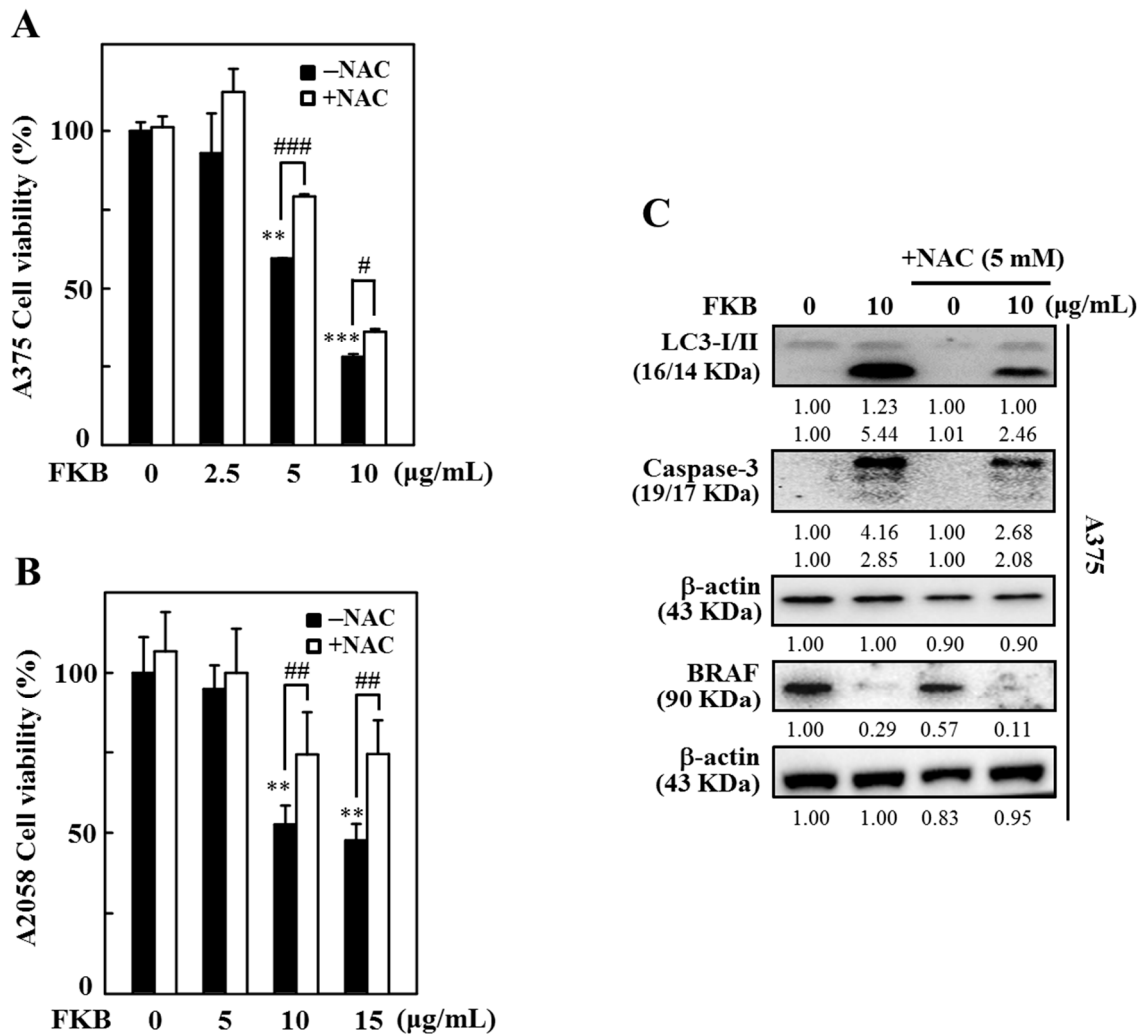 A
A375 Cell viability (%)
100
50
0
–NAC
+NAC
###
**
#
***
FKB 0 2.5 5 10 (μg/mL)
B
A2058 Cell viability (%)
100
50
0
–NAC
+NAC
##
##
**
**
FKB 0 5 10 15 (μg/mL)
C
+NAC (5 mM)
FKB 0 10 0 10 (μg/mL)
LC3-I/II
(16/14 KDa)
1.00 1.23 1.00 1.00
1.00 5.44 1.01 2.46
Caspase-3
(19/17 KDa)
1.00 4.16 1.00 2.68
1.00 2.85 1.00 2.08
β-actin
(43 KDa)
1.00 1.00 0.90 0.90
BRAF
(90 KDa)
1.00 0.29 0.57 0.11
β-actin
(43 KDa)
1.00 1.00 0.83 0.95
A375